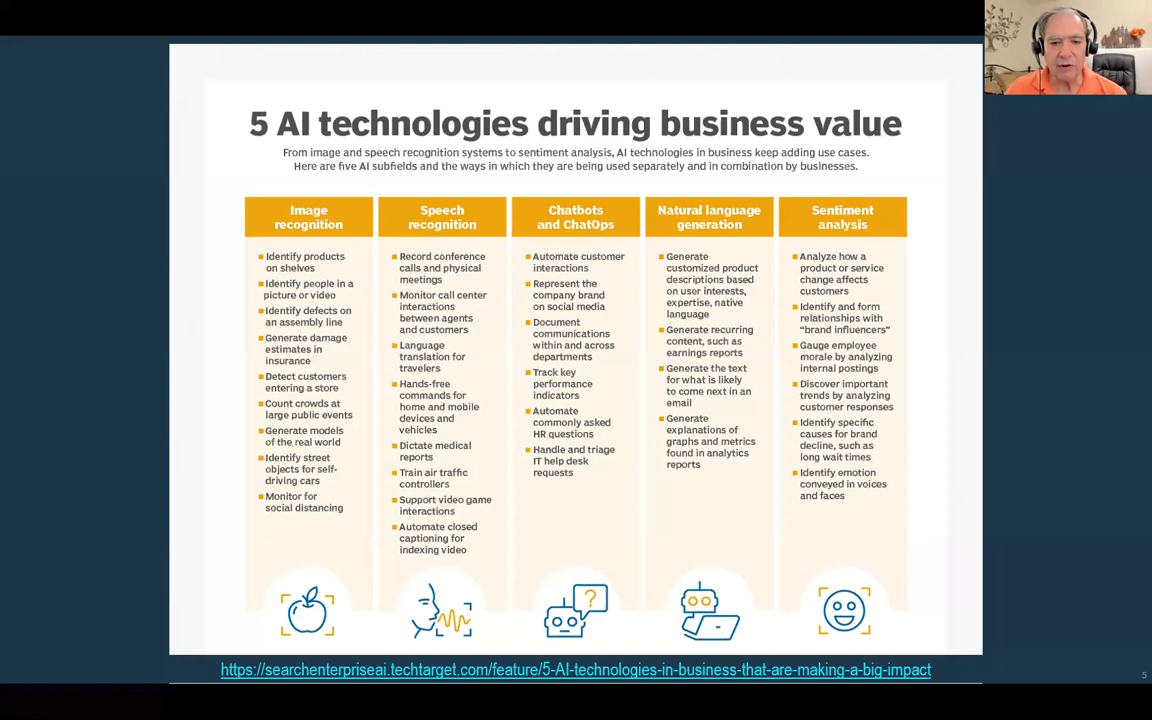 5 AI technologies driving business value
From image and speech recognition systems to sentiment analysis, AI technologies in business keep adding use cases.
Here are five AI subfields and the ways in which they are being used separately and in combination by businesses.
Image
recognition
Identify products
on shelves
Identify people in a
picture or video
Identify defects on
an assembly line
Generate damage
estimates in
insurance
Detect customers
entering a store
Count crowds at
large public events
Generate models
of the real world
Identify street
objects for self-
driving cars
Monitor for
social distancing
Speech
recognition
Record conference
calls and physical
meetings
Monitor call center
interactions
between agents
and customers
Language
translation for
travelers
Hands-free
commands for
home and mobile
devices and
vehicles
Dictate medical
reports
Train air traffic
controllers
Support video game
interactions
Automate closed
captioning for
indexing video
Chatbots
and ChatOps
Automate customer
interactions
Represent the
company brand
on social media
Document
communications
within and across
departments
Track key
performance
indicators
Automate
commonly asked
HR questions
Handle and triage
IT help desk
requests
?
Natural language
generation
Generate
customized product
descriptions based
on user interests,
expertise, native
language
Generate recurring
content, such as
earnings reports
Generate the text
for what is likely
to come next in an
email
Generate
explanations of
graphs and metrics
found in analytics
reports
Sentiment
analysis
Analyze how a
product or service
change affects
customers
Identify and form
relationships with
“brand influencers”
Gauge employee
morale by analyzing
internal postings
Discover important
trends by analyzing
customer responses
Identify specific
causes for brand
decline, such as
long wait times
Identify emotion
conveyed in voices
and faces
https://searchenterpriseai.techtarget.com/feature/5-AI-technologies-in-business-that-are-making-a-big-impact
5